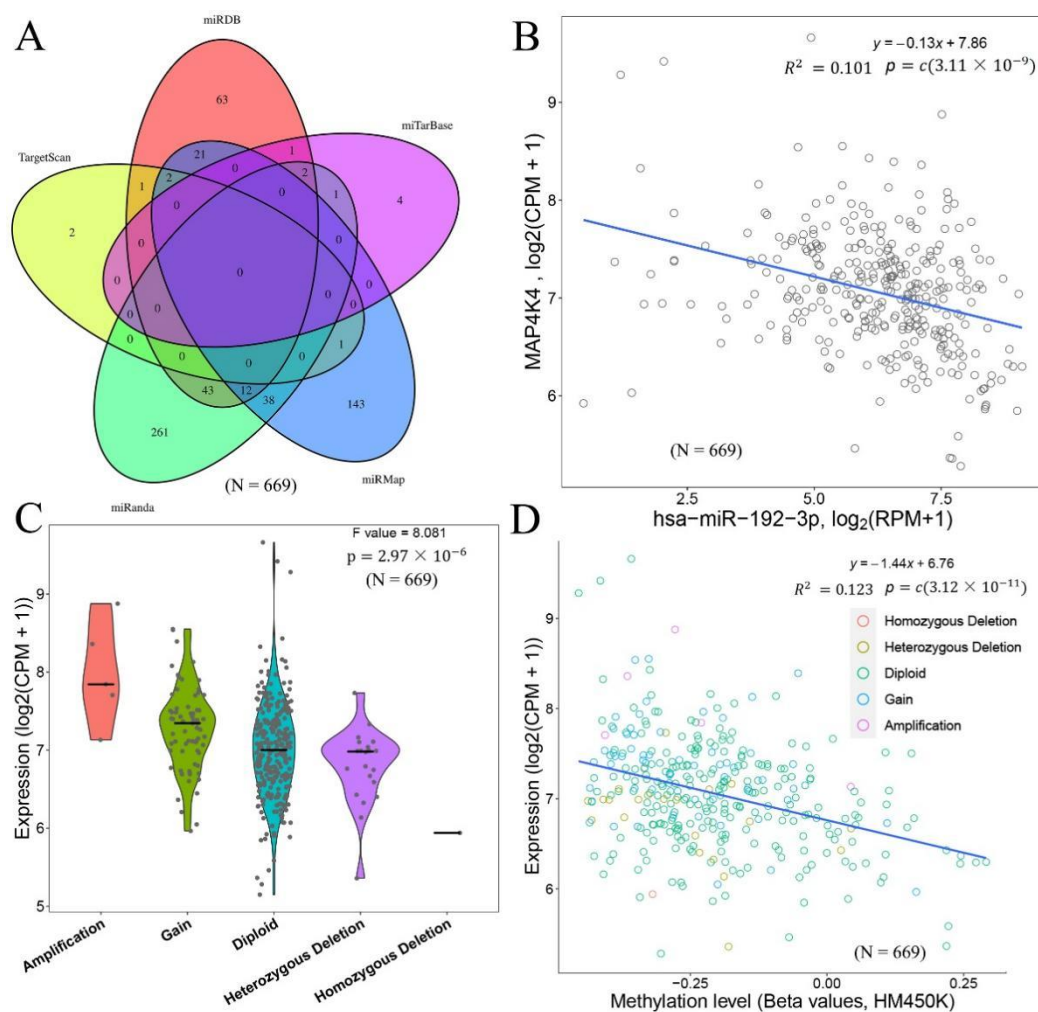 A
miRDB
63
miTarBase
TargetScan
21
1
0
2
2
1
1
0
4
0
2
0
0
0
0
0
0
0
0
0
0
0
0
0
1
43
12
38
143
261
miRMap
(N = 669)
miRanda
B
y = −0.13x + 7.86
R² = 0.101 p = c(3.11 × 10⁻⁹)
9
8
7
6
MAP4K4 , log2(CPM + 1)
(N = 669)
2.5 5.0 7.5
hsa−miR−192−3p, log₂(RPM+1)
C
F value = 8.081
p = 2.97 × 10⁻⁶
(N = 669)
9
8
7
6
5
Expression (log2(CPM + 1))
Amplification
Gain
Diploid
Heterozygous Deletion
Homozygous Deletion
D
y = −1.44x + 6.76
R² = 0.123 p = c(3.12 × 10⁻¹¹)
Homozygous Deletion
Heterozygous Deletion
Diploid
Gain
Amplification
9
8
7
6
Expression (log2(CPM + 1))
(N = 669)
−0.25 0.00 0.25
Methylation level (Beta values, HM450K)